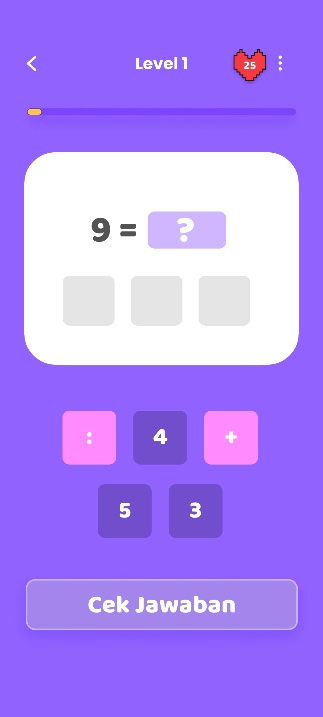 Level 1
25
9 = ?
: 4 +
5 3
Cek Jawaban